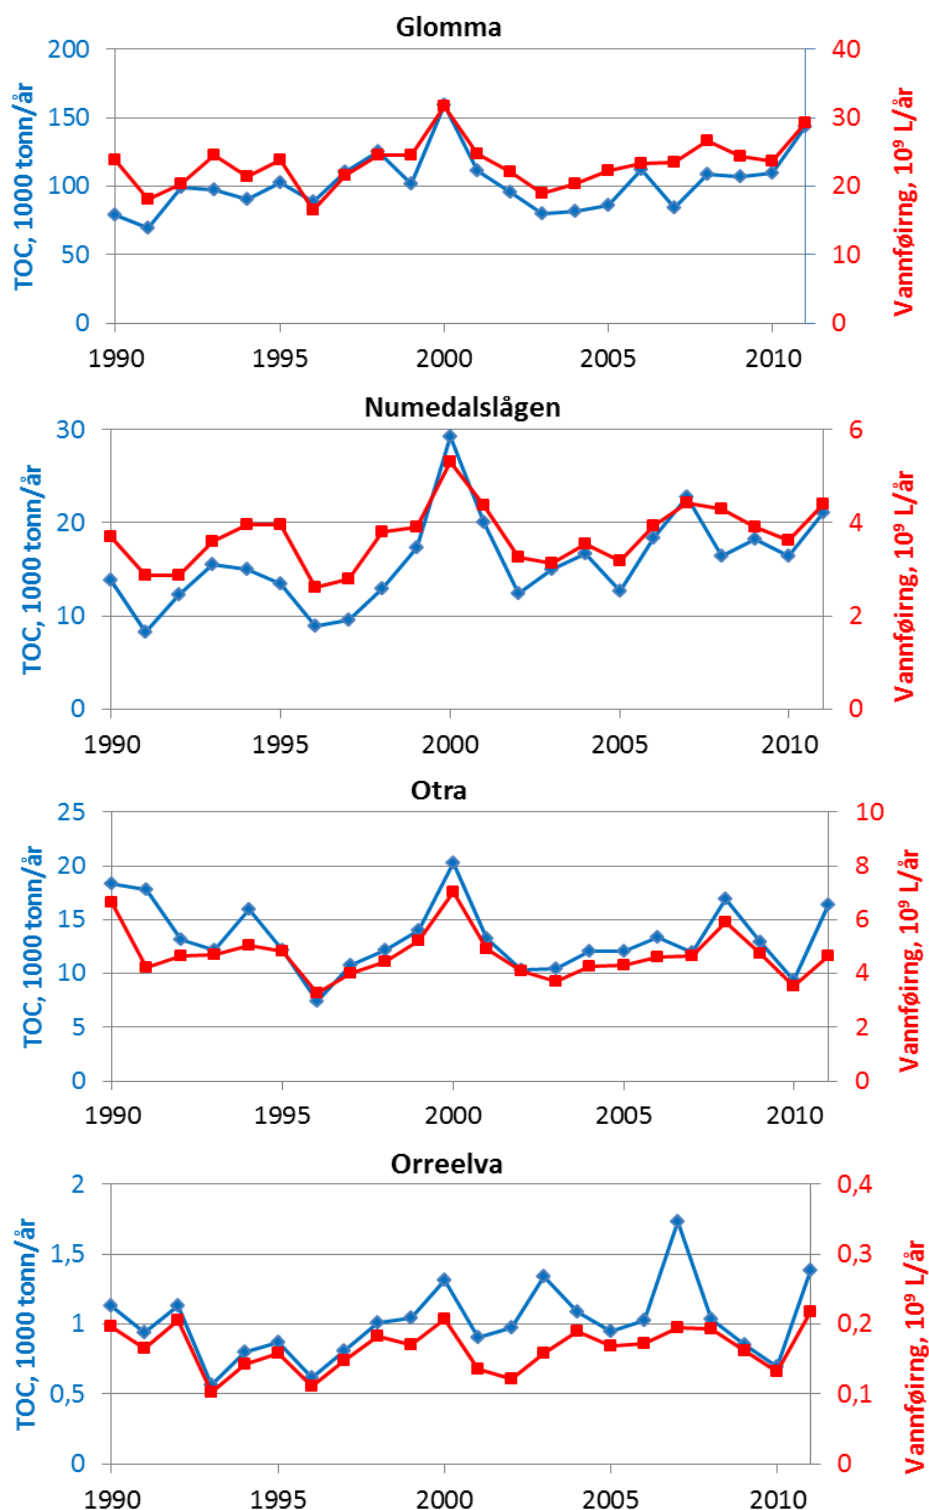 Glomma
200 40
150 30
100 20
50 10
0 0
TOC, 1000 tonn/år
Vannføirng, 10⁹ L/år
1990 1995 2000 2005 2010
Numedalslågen
30 6
20 4
10 2
0 0
TOC, 1000 tonn/år
Vannføirng, 10⁹ L/år
1990 1995 2000 2005 2010
Otra
25 10
20 8
15 6
10 4
5 2
0 0
TOC, 1000 tonn/år
Vannføirng, 10⁹ L/år
1990 1995 2000 2005 2010
Orreelva
2 0,4
1,5 0,3
1 0,2
0,5 0,1
0 0
TOC, 1000 tonn/år
Vannføirng, 10⁹ L/år
1990 1995 2000 2005 2010